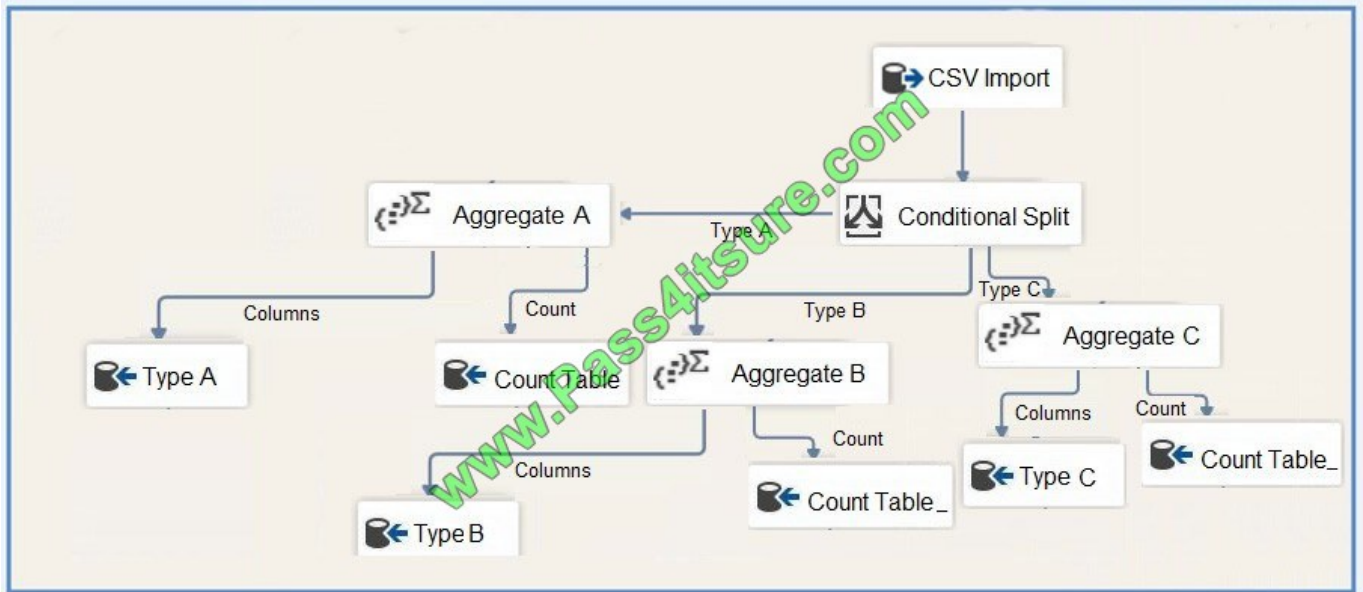 CSV Import
Aggregate A
Type A
Conditional Split
Columns
Count
Type B
Type C
Type A
Count Table
Aggregate B
Aggregate C
Columns
Count
Columns
Count
Type B
Count Table_
Type C
Count Table_
www.Pass4itsure.com